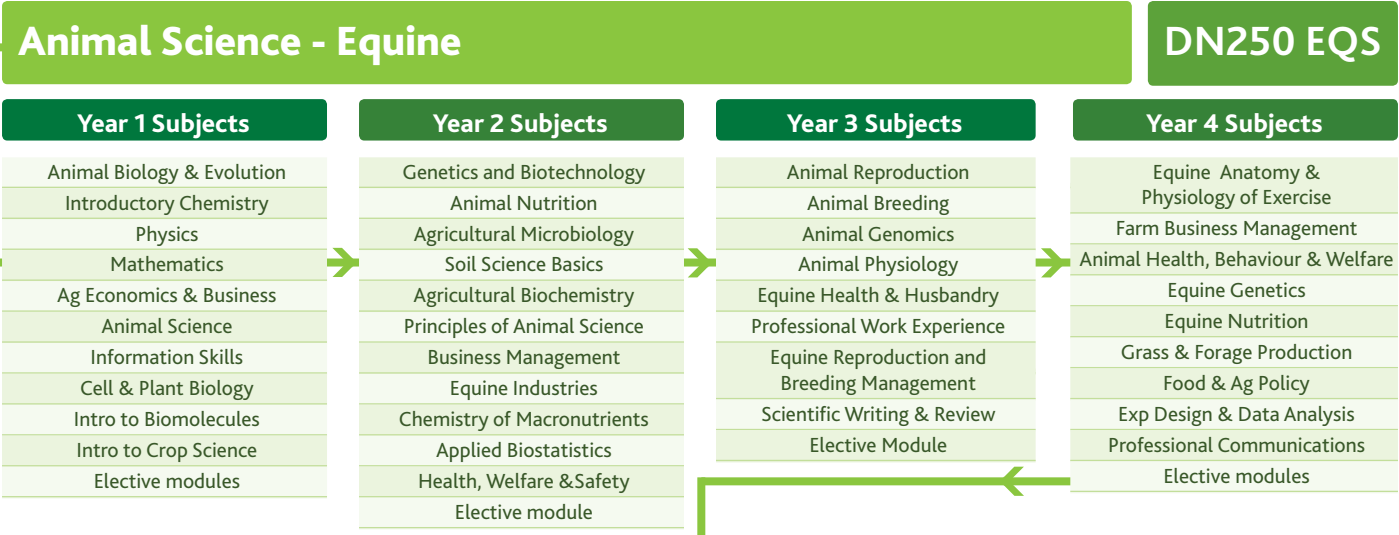 Animal Science - Equine
DN250 EQS
Year 1 Subjects
Animal Biology & Evolution
Introductory Chemistry
Physics
Mathematics
Ag Economics & Business
Animal Science
Information Skills
Cell & Plant Biology
Intro to Biomolecules
Intro to Crop Science
Elective modules
Year 2 Subjects
Genetics and Biotechnology
Animal Nutrition
Agricultural Microbiology
Soil Science Basics
Agricultural Biochemistry
Principles of Animal Science
Business Management
Equine Industries
Chemistry of Macronutrients
Applied Biostatistics
Health, Welfare &Safety
Elective module
Year 3 Subjects
Animal Reproduction
Animal Breeding
Animal Genomics
Animal Physiology
Equine Health & Husbandry
Professional Work Experience
Equine Reproduction and
Breeding Management
Scientific Writing & Review
Elective Module
Year 4 Subjects
Equine Anatomy &
Physiology of Exercise
Farm Business Management
Animal Health, Behaviour & Welfare
Equine Genetics
Equine Nutrition
Grass & Forage Production
Food & Ag Policy
Exp Design & Data Analysis
Professional Communications
Elective modules